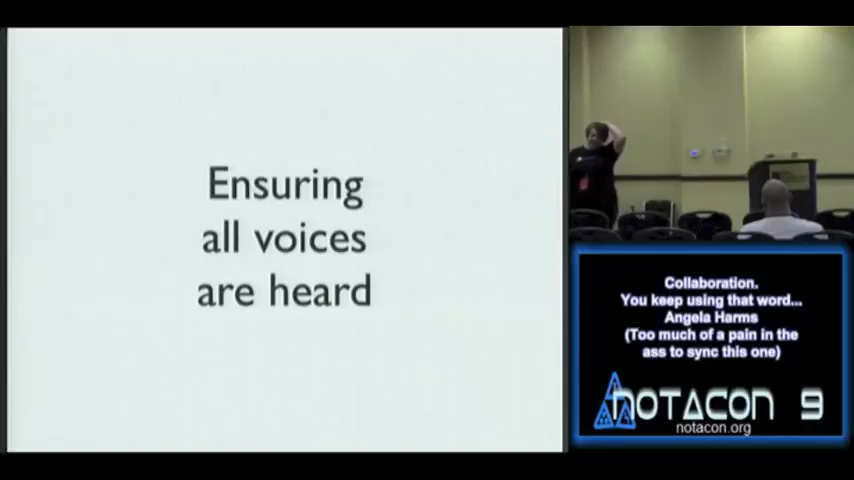 Ensuring
all voices
are heard
Collaboration.
You keep using that word...
Angela Harms
(Too much of a pain in the
ass to sync this one)
NOTACON 9
notacon.org